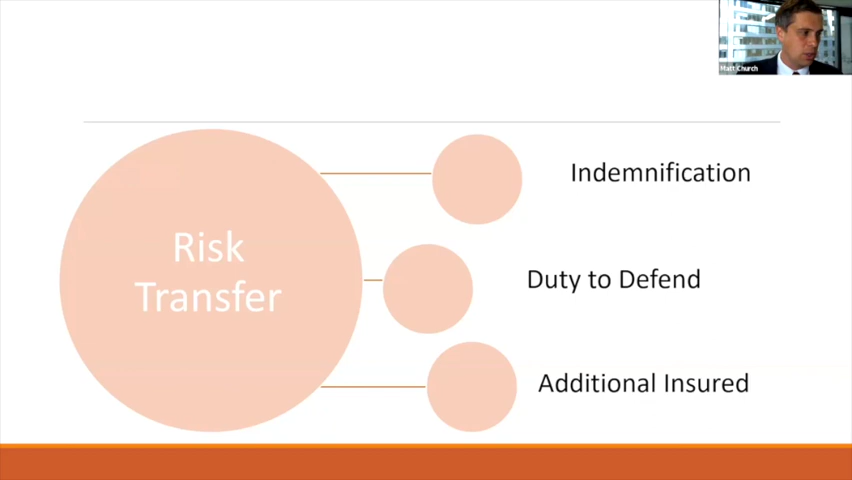 Matt Church
Risk
Transfer
Indemnification
Duty to Defend
Additional Insured